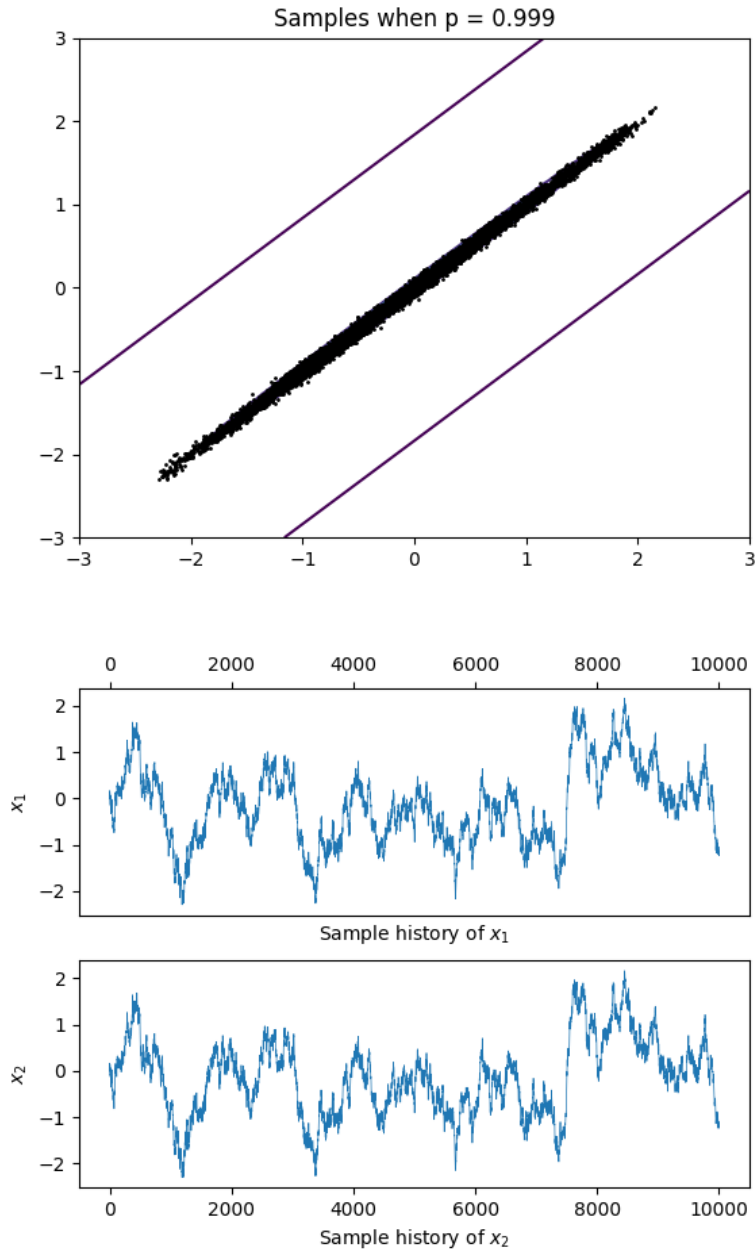 Samples when p = 0.999
3
2
1
0
−1
−2
−3
−3 −2 −1 0 1 2 3
0 2000 4000 6000 8000 10000
2
1
0
−1
−2
x₁
Sample history of x₁
2
1
0
−1
−2
x₂
0 2000 4000 6000 8000 10000
Sample history of x₂